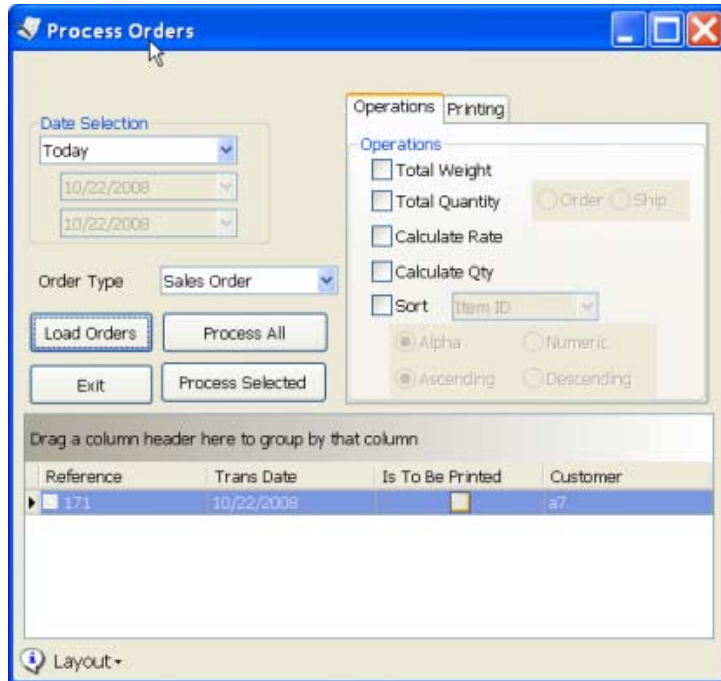 Process Orders
Date Selection
Today
10/22/2008
10/22/2008
Order Type Sales Order
Load Orders Process All
Exit Process Selected
Operations Printing
Operations
Total Weight
Total Quantity Order Ship
Calculate Rate
Calculate Qty
Sort Item ID
Alpha Numeric
Ascending Descending
Drag a column header here to group by that column
Reference Trans Date Is To Be Printed Customer
171 10/22/2008 a7
Layout